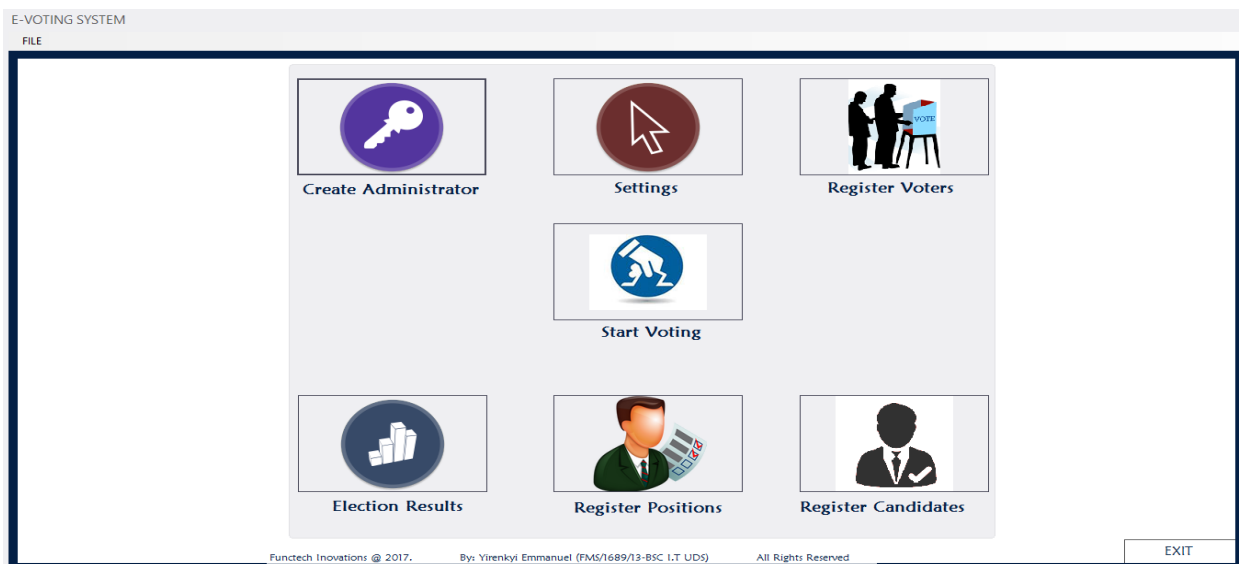 E-VOTING SYSTEM
FILE
VOTE
Create Administrator
Settings
Register Voters
Start Voting
Election Results
Register Positions
Register Candidates
Functech Inovations @ 2017. By: Yirenkyi Emmanuel (FMS/1689/13-BSC I.T UDS) All Rights Reserved
EXIT